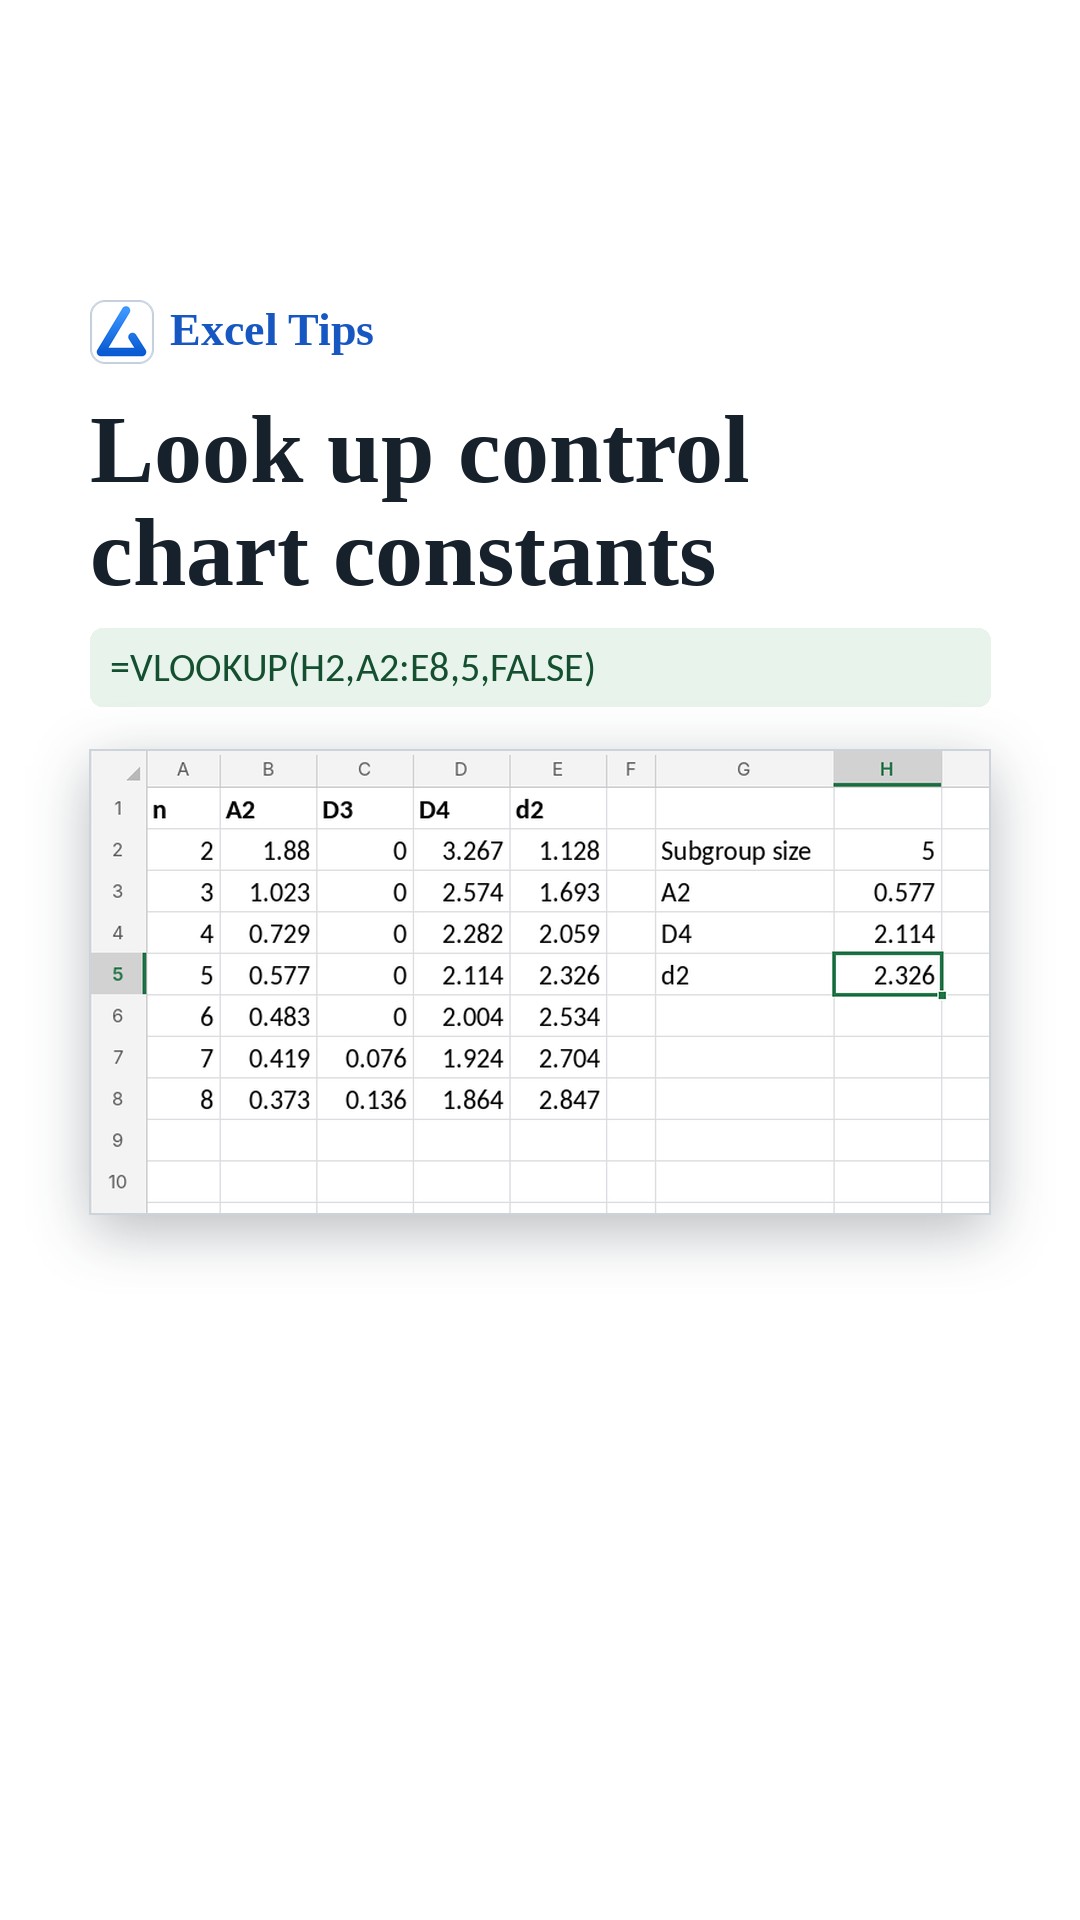 Excel Tips
Look up control
chart constants
=VLOOKUP(H2,A2:E8,5,FALSE)
A B C D E F G H
1 n A2 D3 D4 d2
2 2 1.88 0 3.267 1.128 Subgroup size 5
3 3 1.023 0 2.574 1.693 A2 0.577
4 4 0.729 0 2.282 2.059 D4 2.114
5 5 0.577 0 2.114 2.326 d2 2.326
6 6 0.483 0 2.004 2.534
7 7 0.419 0.076 1.924 2.704
8 8 0.373 0.136 1.864 2.847
9
10